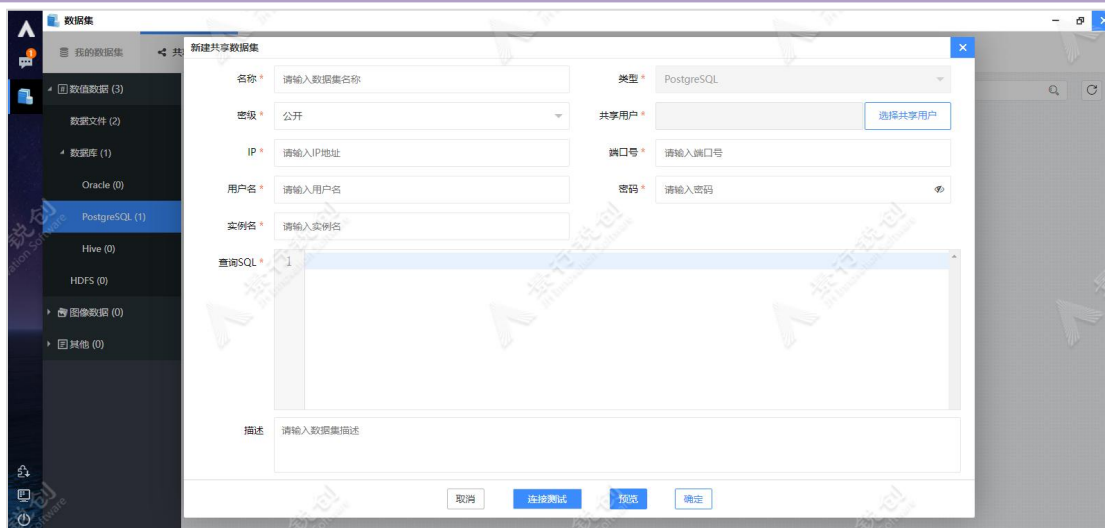 数据集
我的数据集
共
新建共享数据集
名称 * 请输入数据集名称
类型 * PostgreSQL
数值数据 (3)
数据文件 (2)
密级 * 公开
共享用户 * 选择共享用户
数据库 (1)
IP * 请输入IP地址
端口号 * 请输入端口号
Oracle (0)
用户名 * 请输入用户名
密码 * 请输入密码
PostgreSQL (1)
实例名 * 请输入实例名
Hive (0)
查询SQL * 1
HDFS (0)
图像数据 (0)
其他 (0)
描述 请输入数据集描述
取消 连接测试 预览 确定